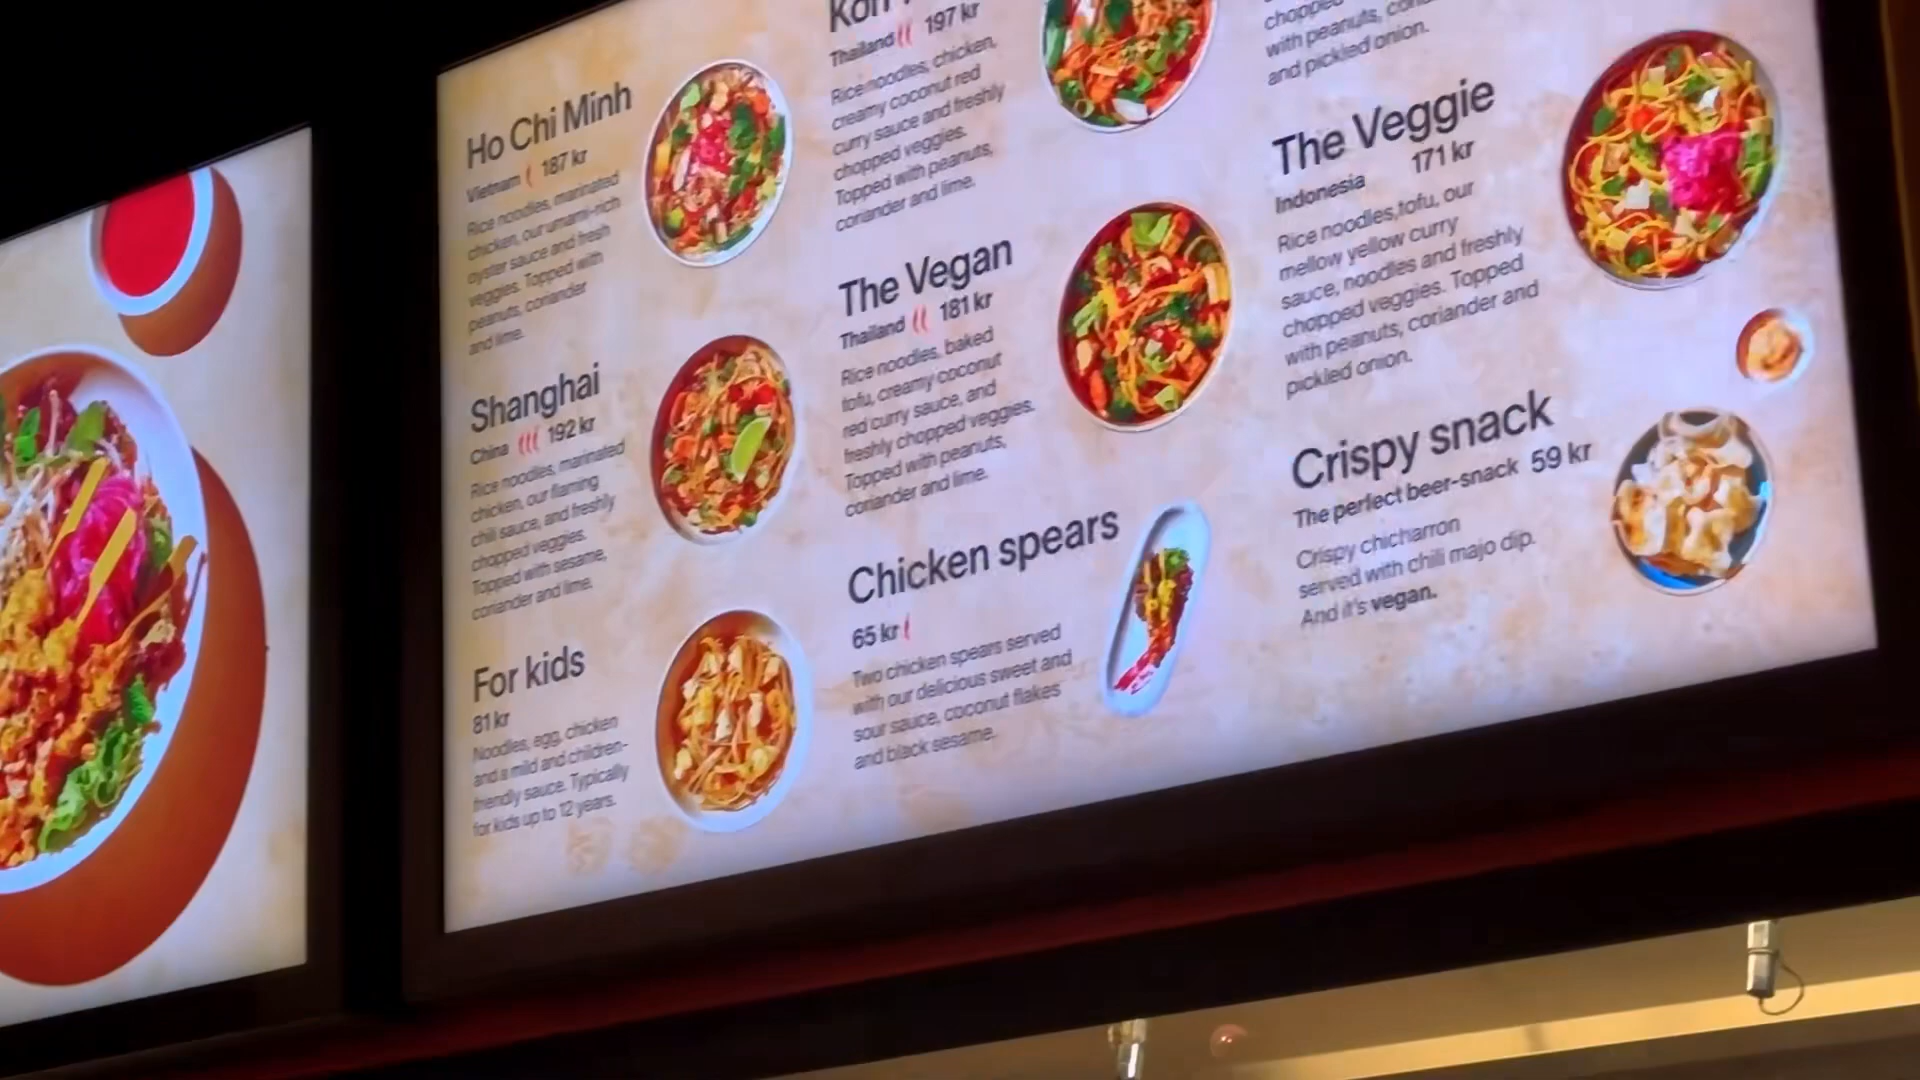 Ho Chi Minh
Vietnam 187 kr
Rice noodles, marinated
chicken, our umami-rich
oyster sauce and fresh
veggies. Topped with
peanuts, coriander
and lime.
Shanghai
China 192 kr
Rice noodles, marinated
chicken, our flaming
chili sauce, and freshly
chopped veggies.
Topped with sesame,
coriander and lime.
For kids
81 kr
Noodles, egg, chicken
and a mild and children-
friendly sauce. Typically
for kids up to 12 years.
Thailand 197 kr
Rice noodles, chicken,
creamy coconut red
curry sauce and freshly
chopped veggies.
Topped with peanuts,
coriander and lime.
The Vegan
Thailand 181 kr
Rice noodles, baked
tofu, creamy coconut
red curry sauce, and
freshly chopped veggies.
Topped with peanuts,
coriander and lime.
Chicken spears
65 kr
Two chicken spears served
with our delicious sweet and
sour sauce, coconut flakes
and black sesame.
chopped
with peanuts,
and pickled onion.
The Veggie
Indonesia 171 kr
Rice noodles,tofu, our
mellow yellow curry
sauce, noodles and freshly
chopped veggies. Topped
with peanuts, coriander and
pickled onion.
Crispy snack
The perfect beer-snack 59 kr
Crispy chicharron
served with chili majo dip.
And it's vegan.